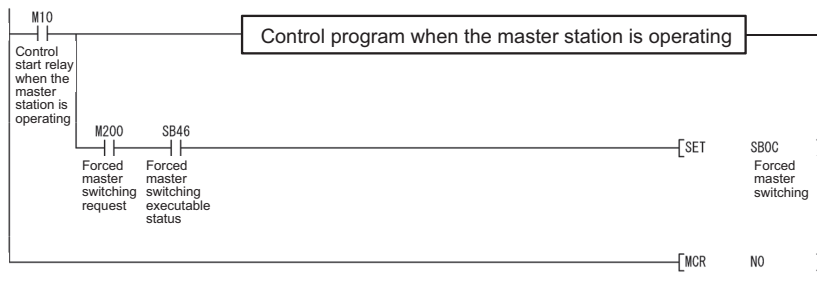 M10
Control program when the master station is operating
Control
start relay
when the
master
station is
operating
M200
SB46
SET SB0C
Forced
master
switching
request
Forced
master
switching
executable
status
Forced
master
switching
MCR N0